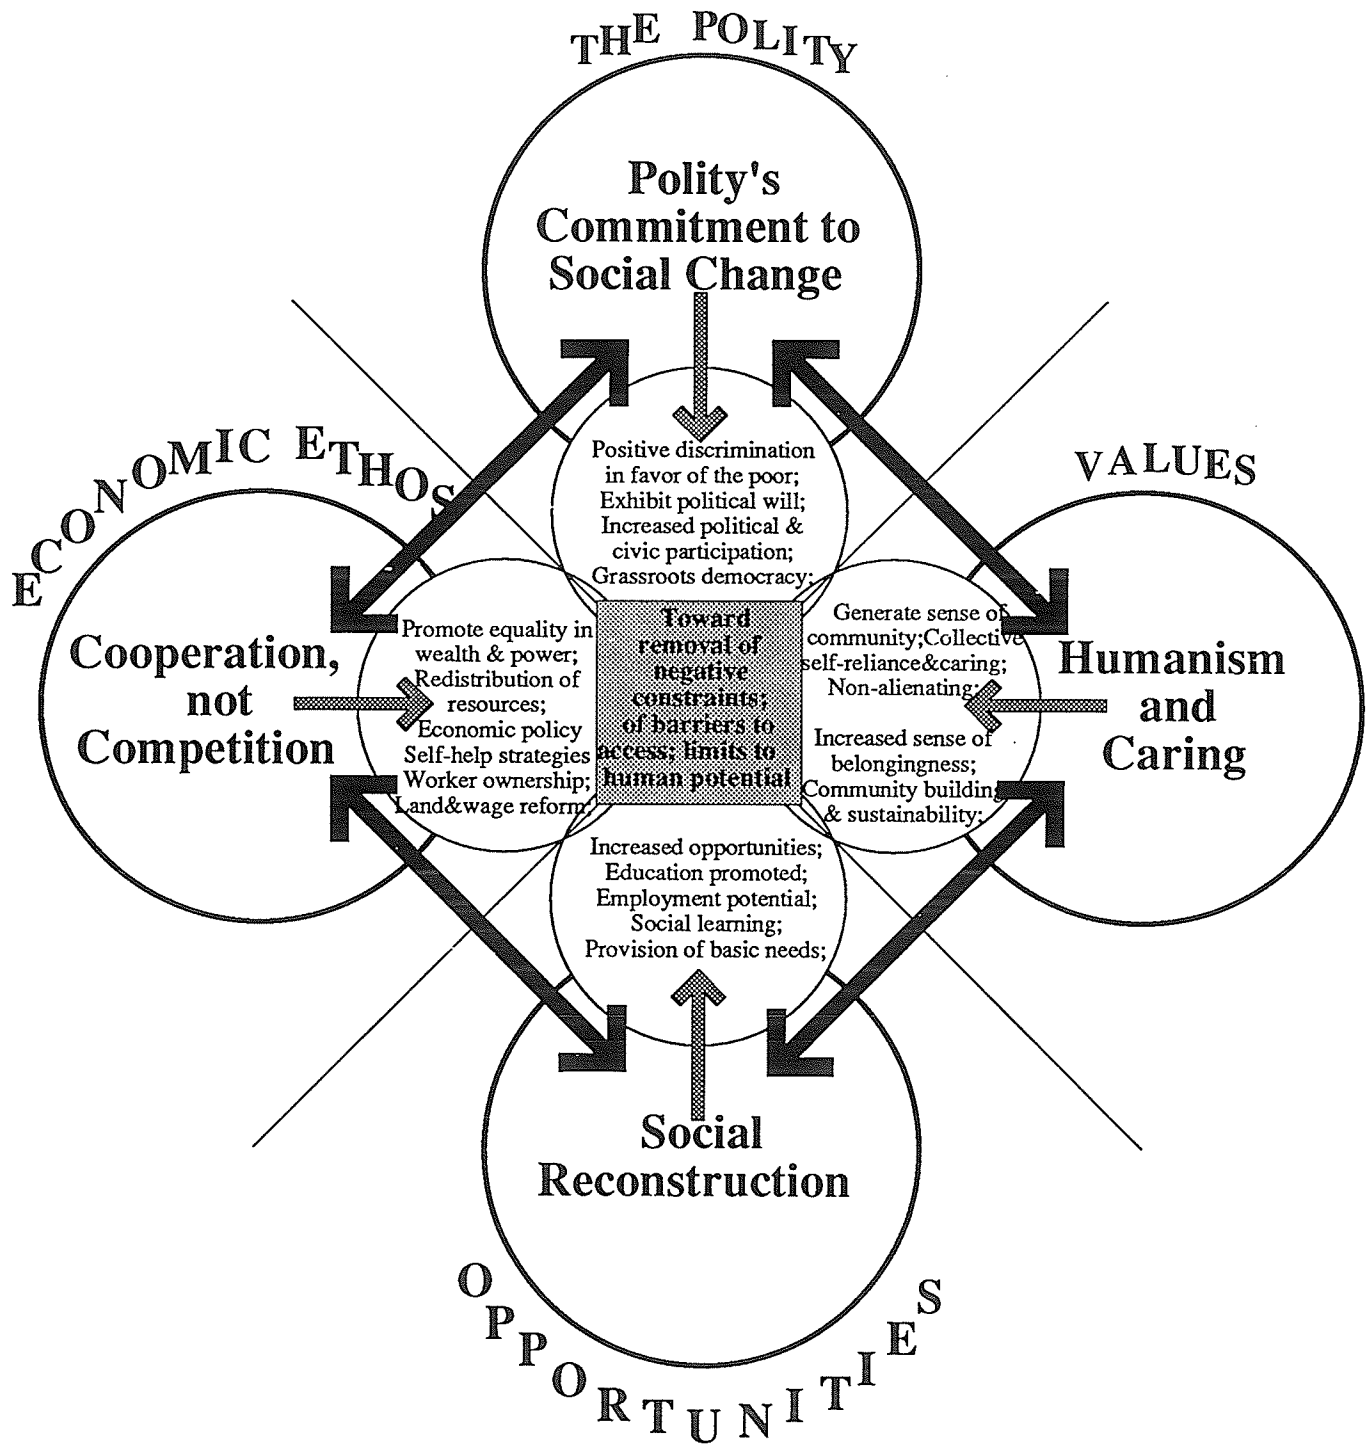 THE POLITY
Polity's
Commitment to
Social Change
Positive discrimination
in favor of the poor;
Exhibit political will;
Increased political &
civic participation;
Grassroots democracy;
ECONOMIC ETHOS
Cooperation,
not
Competition
Promote equality in
wealth & power;
Redistribution of
resources;
Economic policy
Self-help strategies
Worker ownership;
Land&wage reform;
Toward
removal of
negative
constraints;
of barriers to
access; limits to
human potential
VALUES
Generate sense of
community;Collective
self-reliance&caring;
Non-alienating;
Increased sense of
belongingness;
Community building
& sustainability;
Humanism
and
Caring
Increased opportunities;
Education promoted;
Employment potential;
Social learning;
Provision of basic needs;
Social
Reconstruction
OPPORTUNITIES